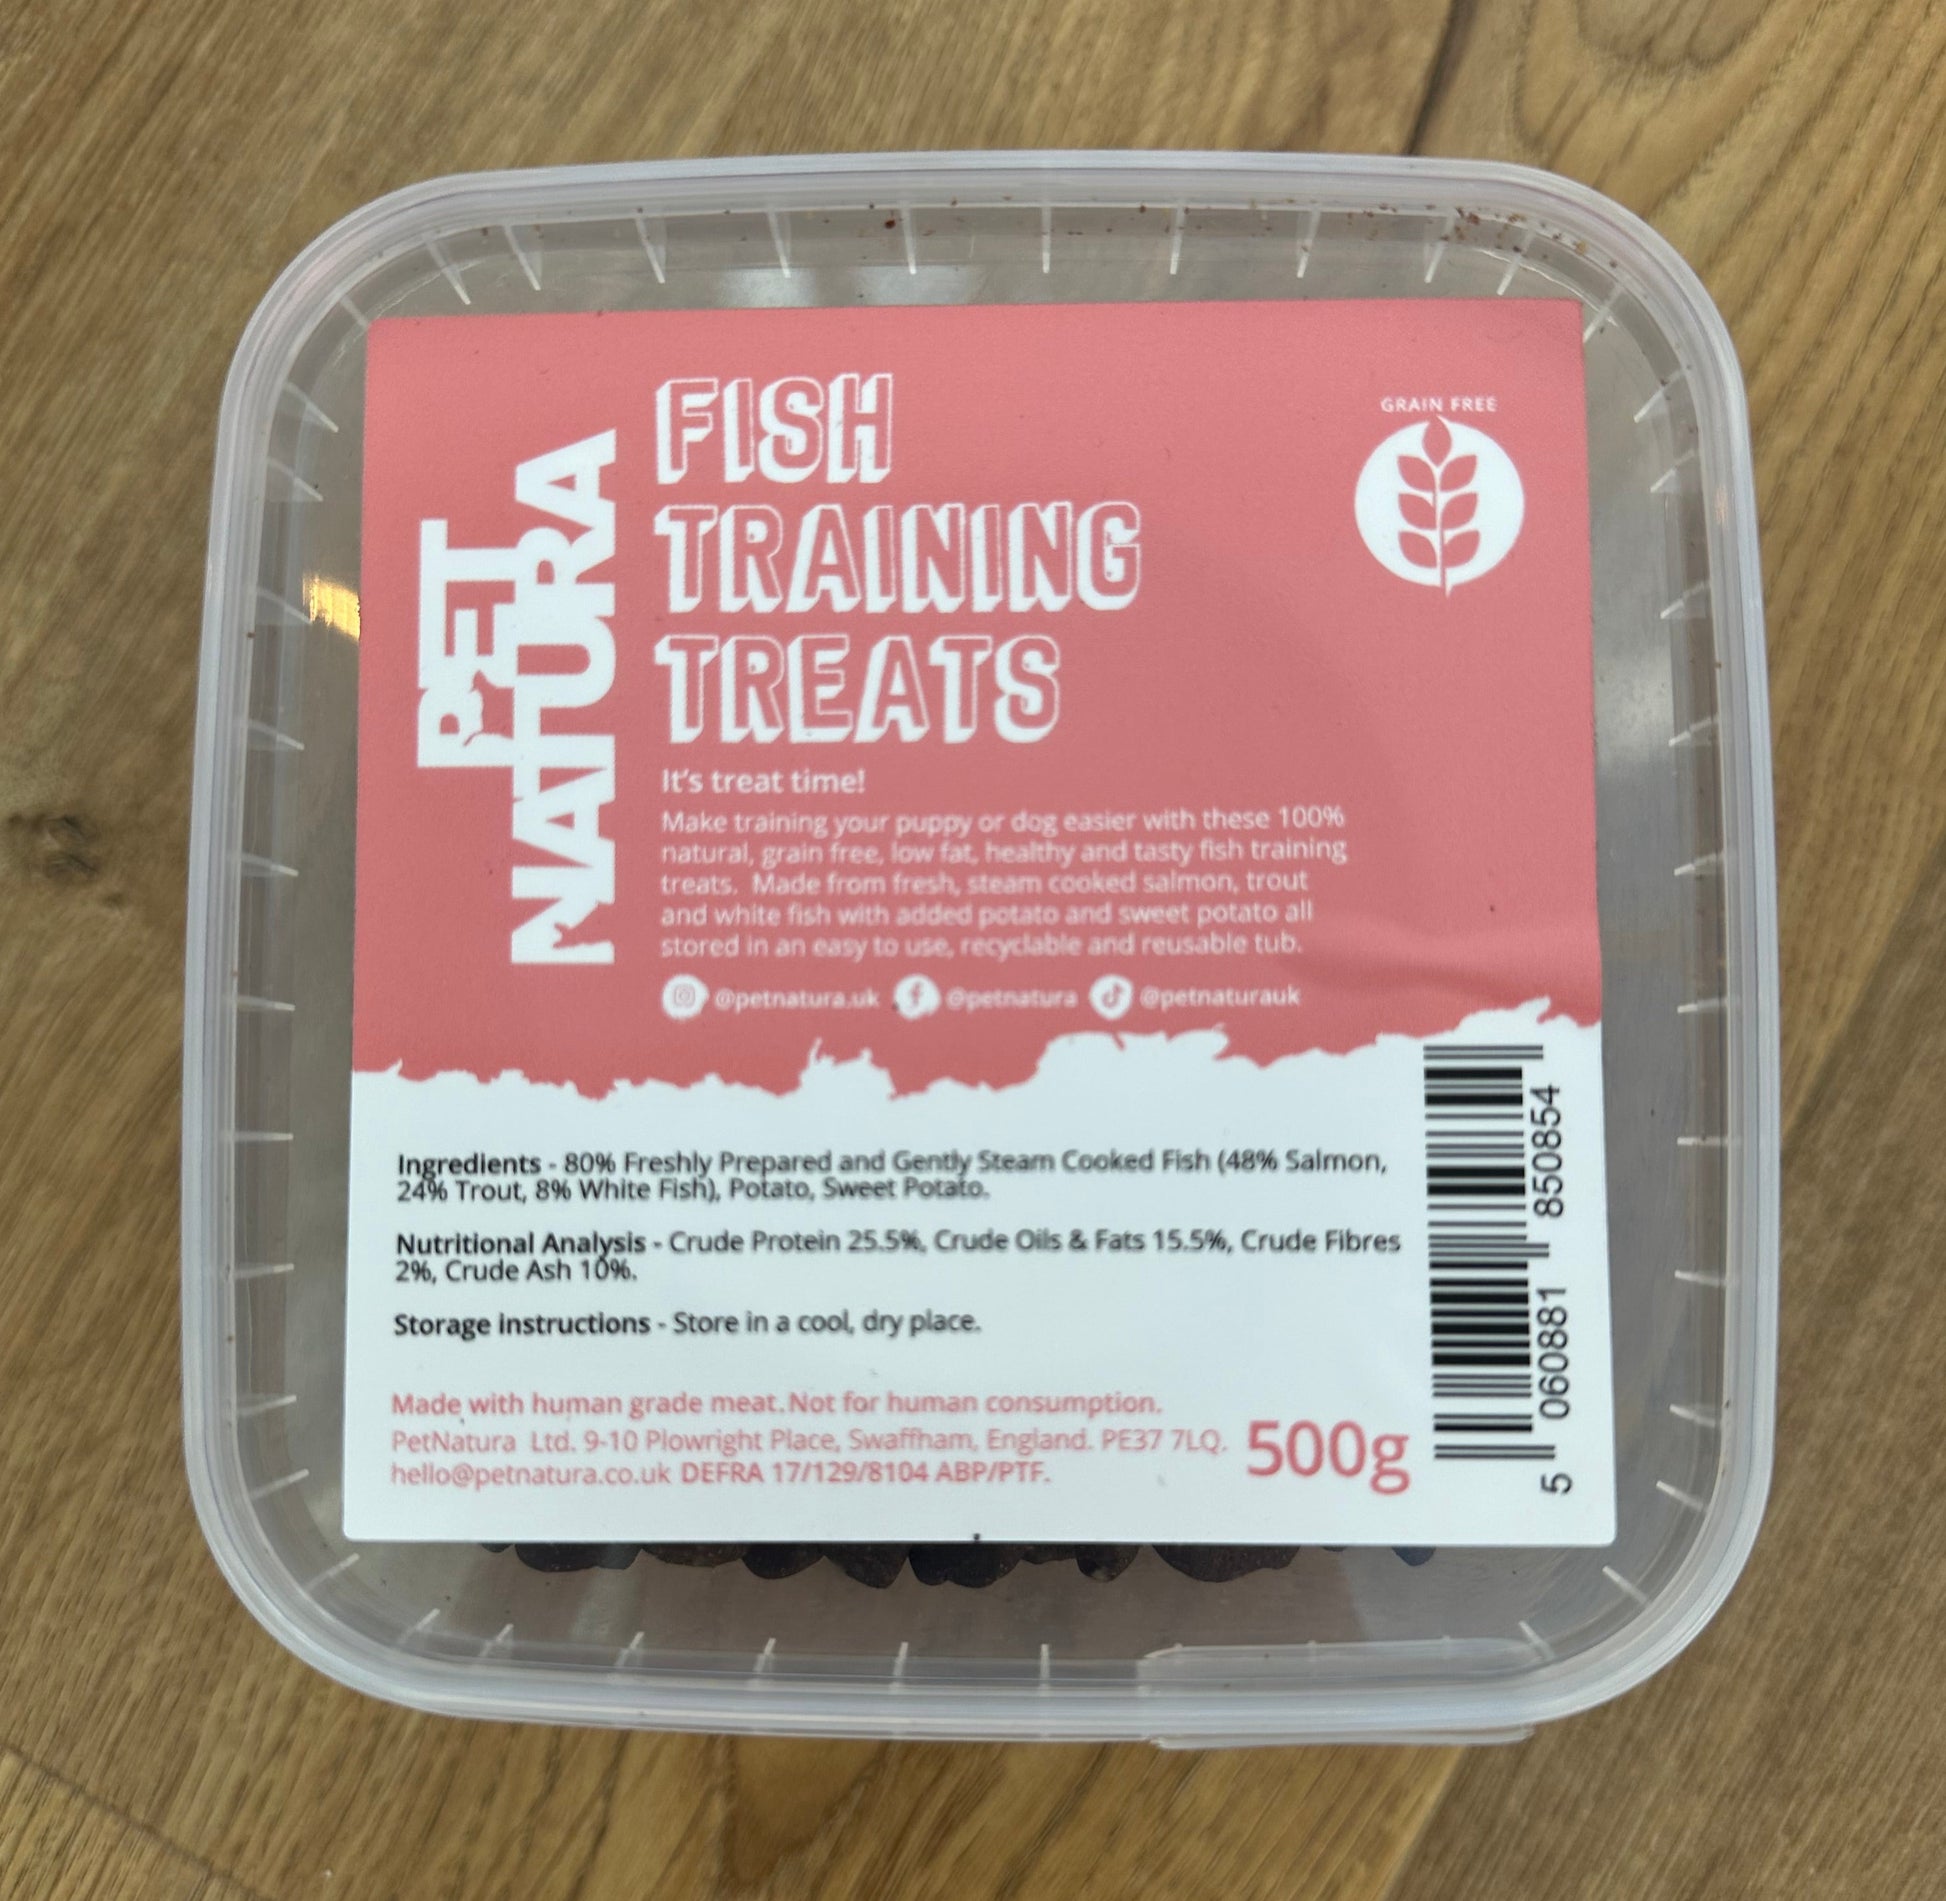 PET
NATURA
FISH
TRAINING
TREATS
GRAIN FREE
It's treat time!
Make training your puppy or dog easier with these 100%
natural, grain free, low fat, healthy and tasty fish training
treats. Made from fresh, steam cooked salmon, trout
and white fish with added potato and sweet potato all
stored in an easy to use, recyclable and reusable tub.
@petnatura.uk @petnatura @petnaturauk
Ingredients - 80% Freshly Prepared and Gently Steam Cooked Fish (48% Salmon,
24% Trout, 8% White Fish), Potato, Sweet Potato.
Nutritional Analysis - Crude Protein 25.5%, Crude Oils & Fats 15.5%, Crude Fibres
2%, Crude Ash 10%.
Storage instructions - Store in a cool, dry place.
Made with human grade meat. Not for human consumption.
PetNatura Ltd. 9-10 Plowright Place, Swaffham, England. PE37 7LQ.
hello@petnatura.co.uk DEFRA 17/129/8104 ABP/PTF.
500g
5 060881 850854